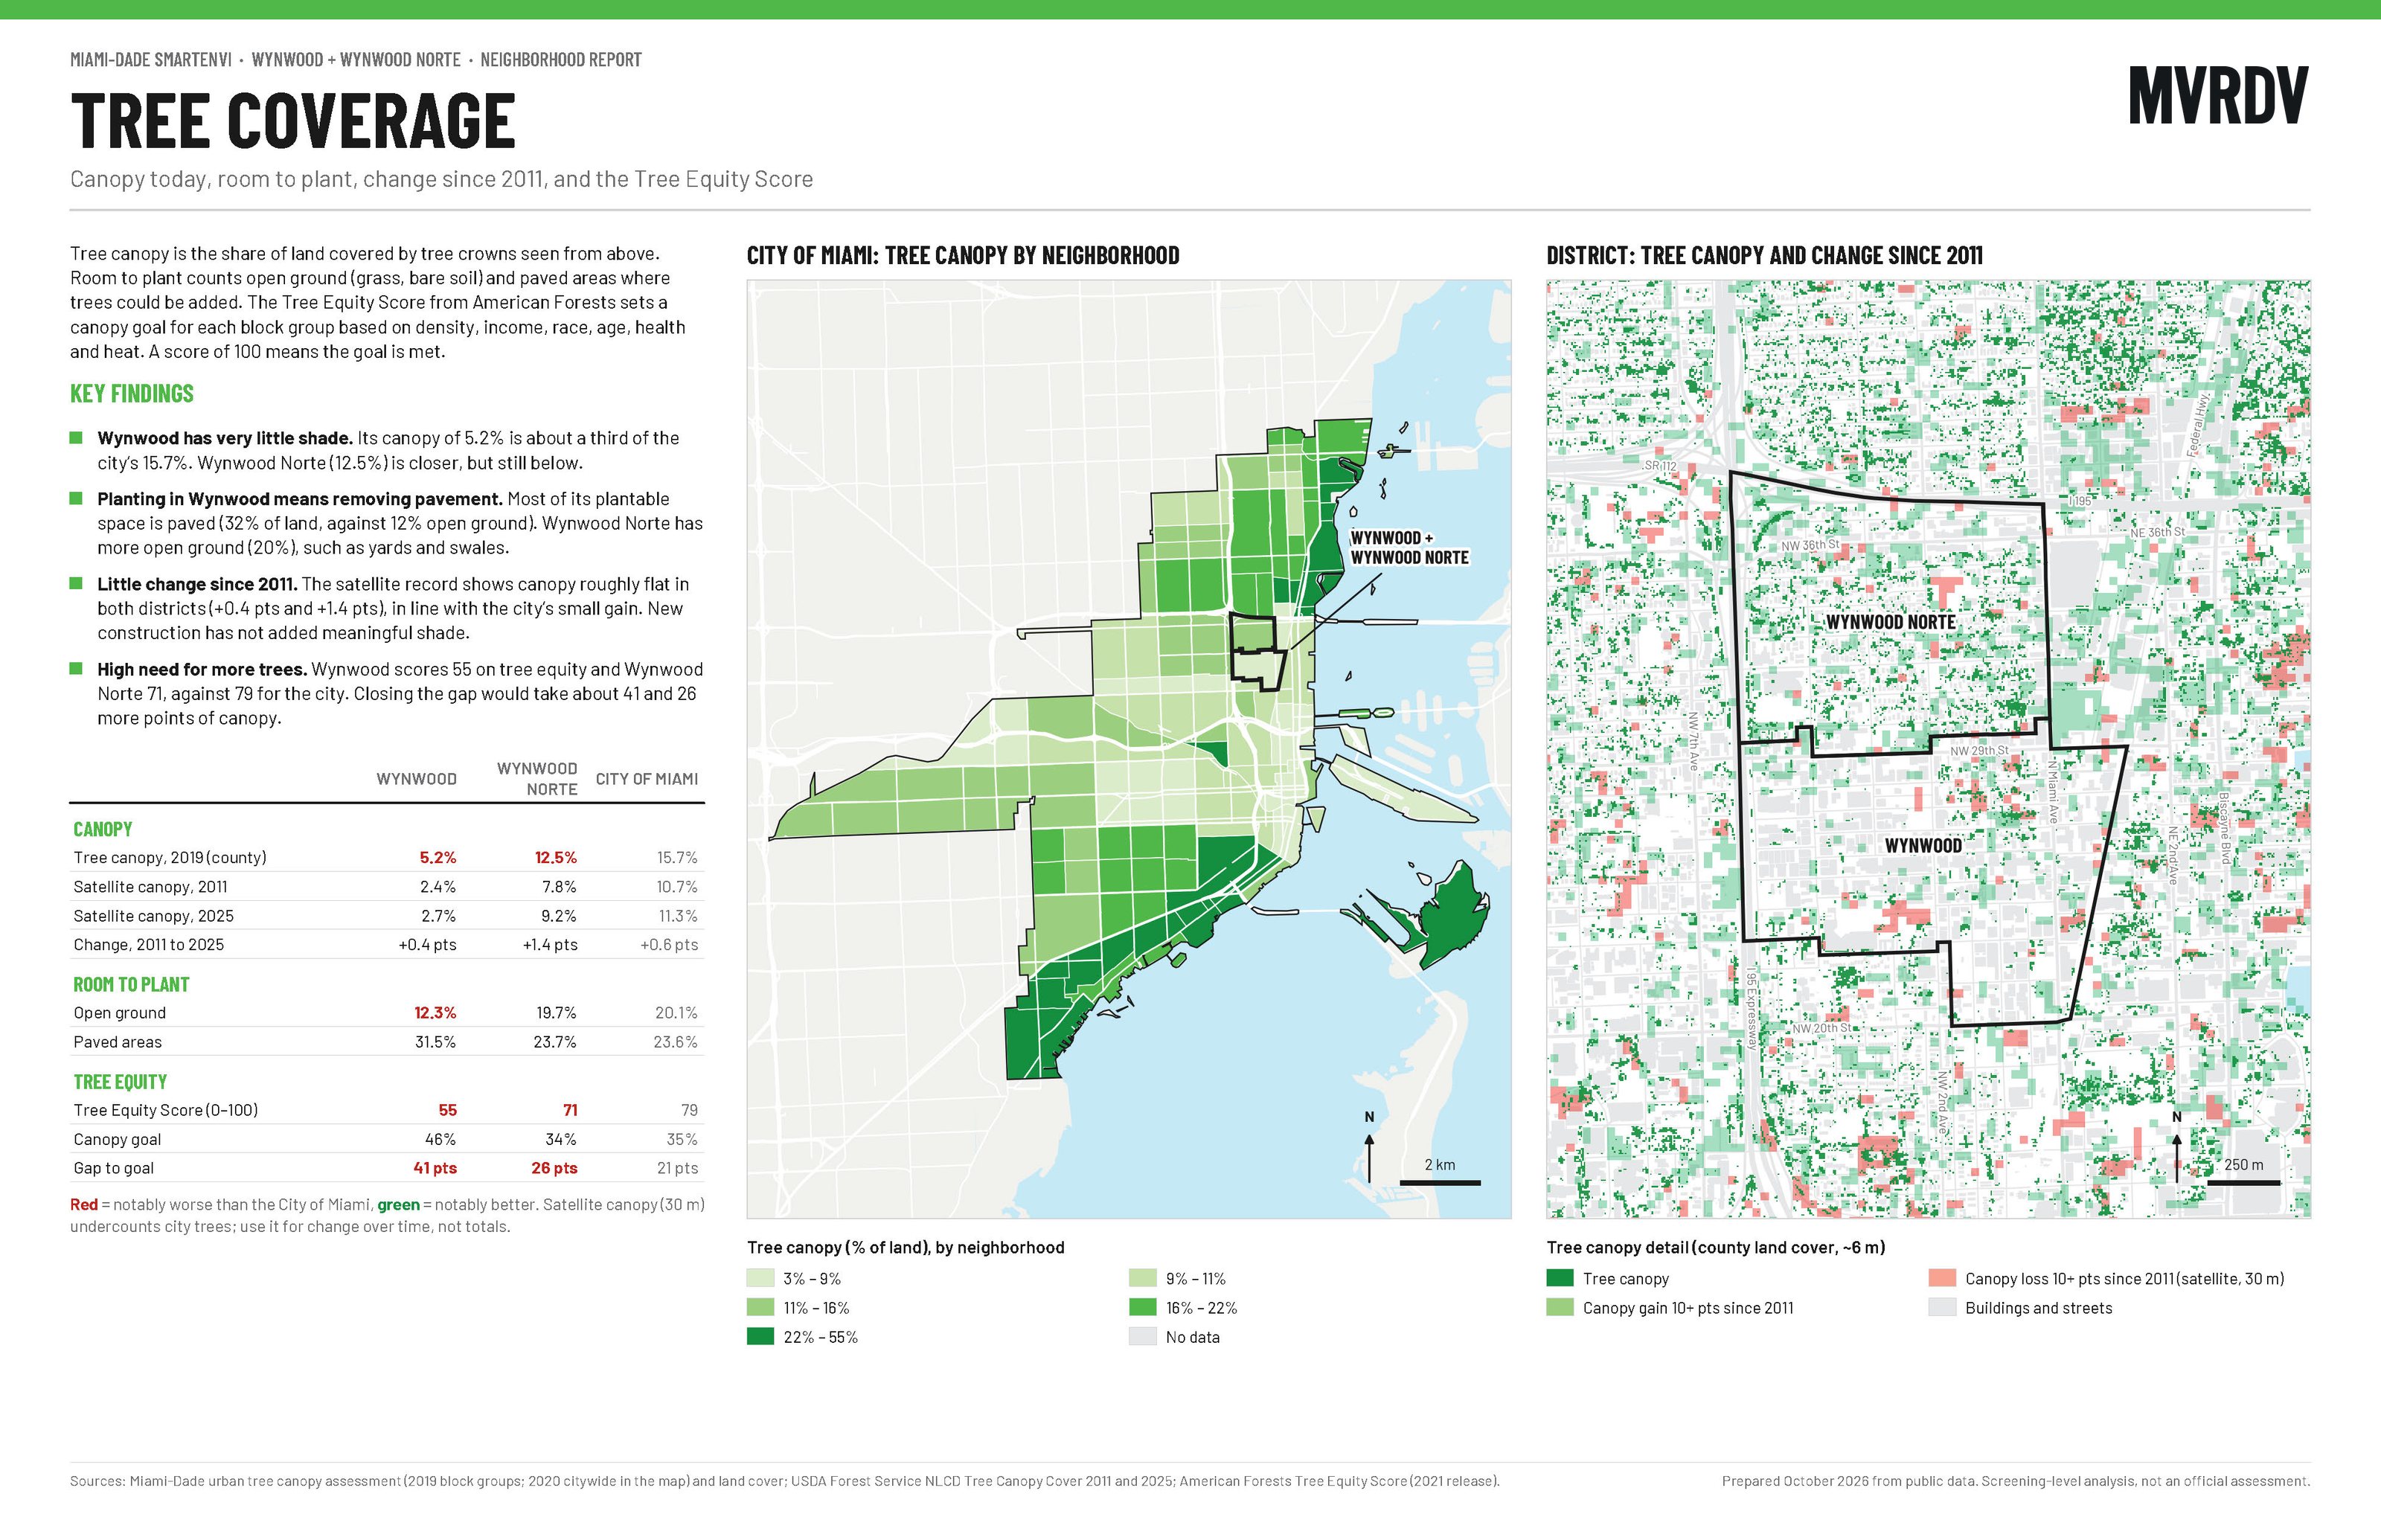 MIAMI-DADE SMARTENVI · WYNWOOD + WYNWOOD NORTE · NEIGHBORHOOD REPORT
TREE COVERAGE
MVRDV
Canopy today, room to plant, change since 2011, and the Tree Equity Score
Tree canopy is the share of land covered by tree crowns seen from above.
Room to plant counts open ground (grass, bare soil) and paved areas where
trees could be added. The Tree Equity Score from American Forests sets a
canopy goal for each block group based on density, income, race, age, health
and heat. A score of 100 means the goal is met.
KEY FINDINGS
Wynwood has very little shade. Its canopy of 5.2% is about a third of the
city's 15.7%. Wynwood Norte (12.5%) is closer, but still below.
Planting in Wynwood means removing pavement. Most of its plantable
space is paved (32% of land, against 12% open ground). Wynwood Norte has
more open ground (20%), such as yards and swales.
Little change since 2011. The satellite record shows canopy roughly flat in
both districts (+0.4 pts and +1.4 pts), in line with the city's small gain. New
construction has not added meaningful shade.
High need for more trees. Wynwood scores 55 on tree equity and Wynwood
Norte 71, against 79 for the city. Closing the gap would take about 41 and 26
more points of canopy.
WYNWOOD WYNWOOD NORTE CITY OF MIAMI
CANOPY
Tree canopy, 2019 (county) 5.2% 12.5% 15.7%
Satellite canopy, 2011 2.4% 7.8% 10.7%
Satellite canopy, 2025 2.7% 9.2% 11.3%
Change, 2011 to 2025 +0.4 pts +1.4 pts +0.6 pts
ROOM TO PLANT
Open ground 12.3% 19.7% 20.1%
Paved areas 31.5% 23.7% 23.6%
TREE EQUITY
Tree Equity Score (0–100) 55 71 79
Canopy goal 46% 34% 35%
Gap to goal 41 pts 26 pts 21 pts
Red = notably worse than the City of Miami, green = notably better. Satellite canopy (30 m)
undercounts city trees; use it for change over time, not totals.
CITY OF MIAMI: TREE CANOPY BY NEIGHBORHOOD
WYNWOOD +
WYNWOOD NORTE
N
2 km
Tree canopy (% of land), by neighborhood
3% – 9%
9% – 11%
11% – 16%
16% – 22%
22% – 55%
No data
DISTRICT: TREE CANOPY AND CHANGE SINCE 2011
Federal Hwy
SR 112
I 195
NE 36th St
NW 36th St
WYNWOOD NORTE
NW 7th Ave
NW 29th St
N Miami Ave
Biscayne Blvd
NE 2nd Ave
WYNWOOD
I 95 Expressway
NW 20th St
NW 2nd Ave
N
250 m
Tree canopy detail (county land cover, ~6 m)
Tree canopy
Canopy loss 10+ pts since 2011 (satellite, 30 m)
Canopy gain 10+ pts since 2011
Buildings and streets
Sources: Miami-Dade urban tree canopy assessment (2019 block groups; 2020 citywide in the map) and land cover; USDA Forest Service NLCD Tree Canopy Cover 2011 and 2025; American Forests Tree Equity Score (2021 release).
Prepared October 2026 from public data. Screening-level analysis, not an official assessment.